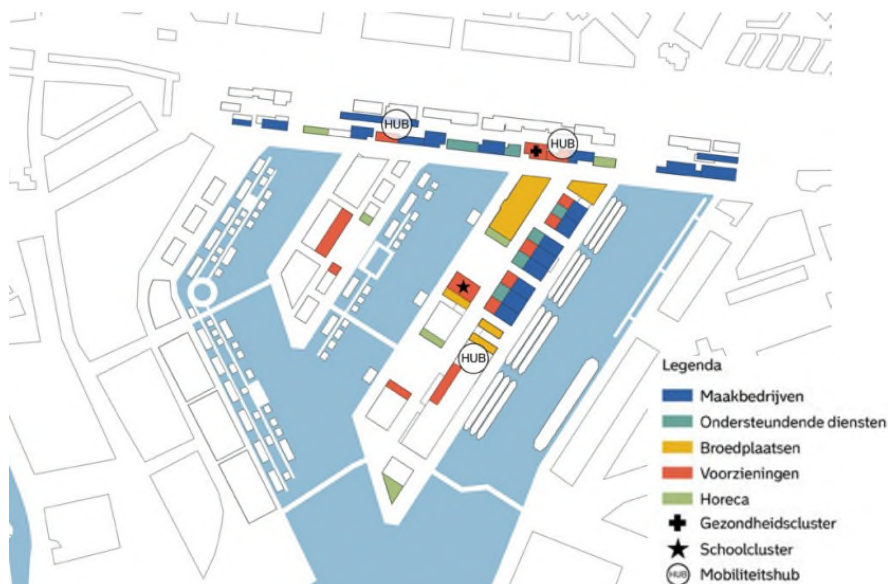 HUB
HUB
HUB
Legenda
Maakbedrijven
Ondersteundende diensten
Broedplaatsen
Voorzieningen
Horeca
Gezondheidscluster
Schoolcluster
HUB Mobiliteitshub